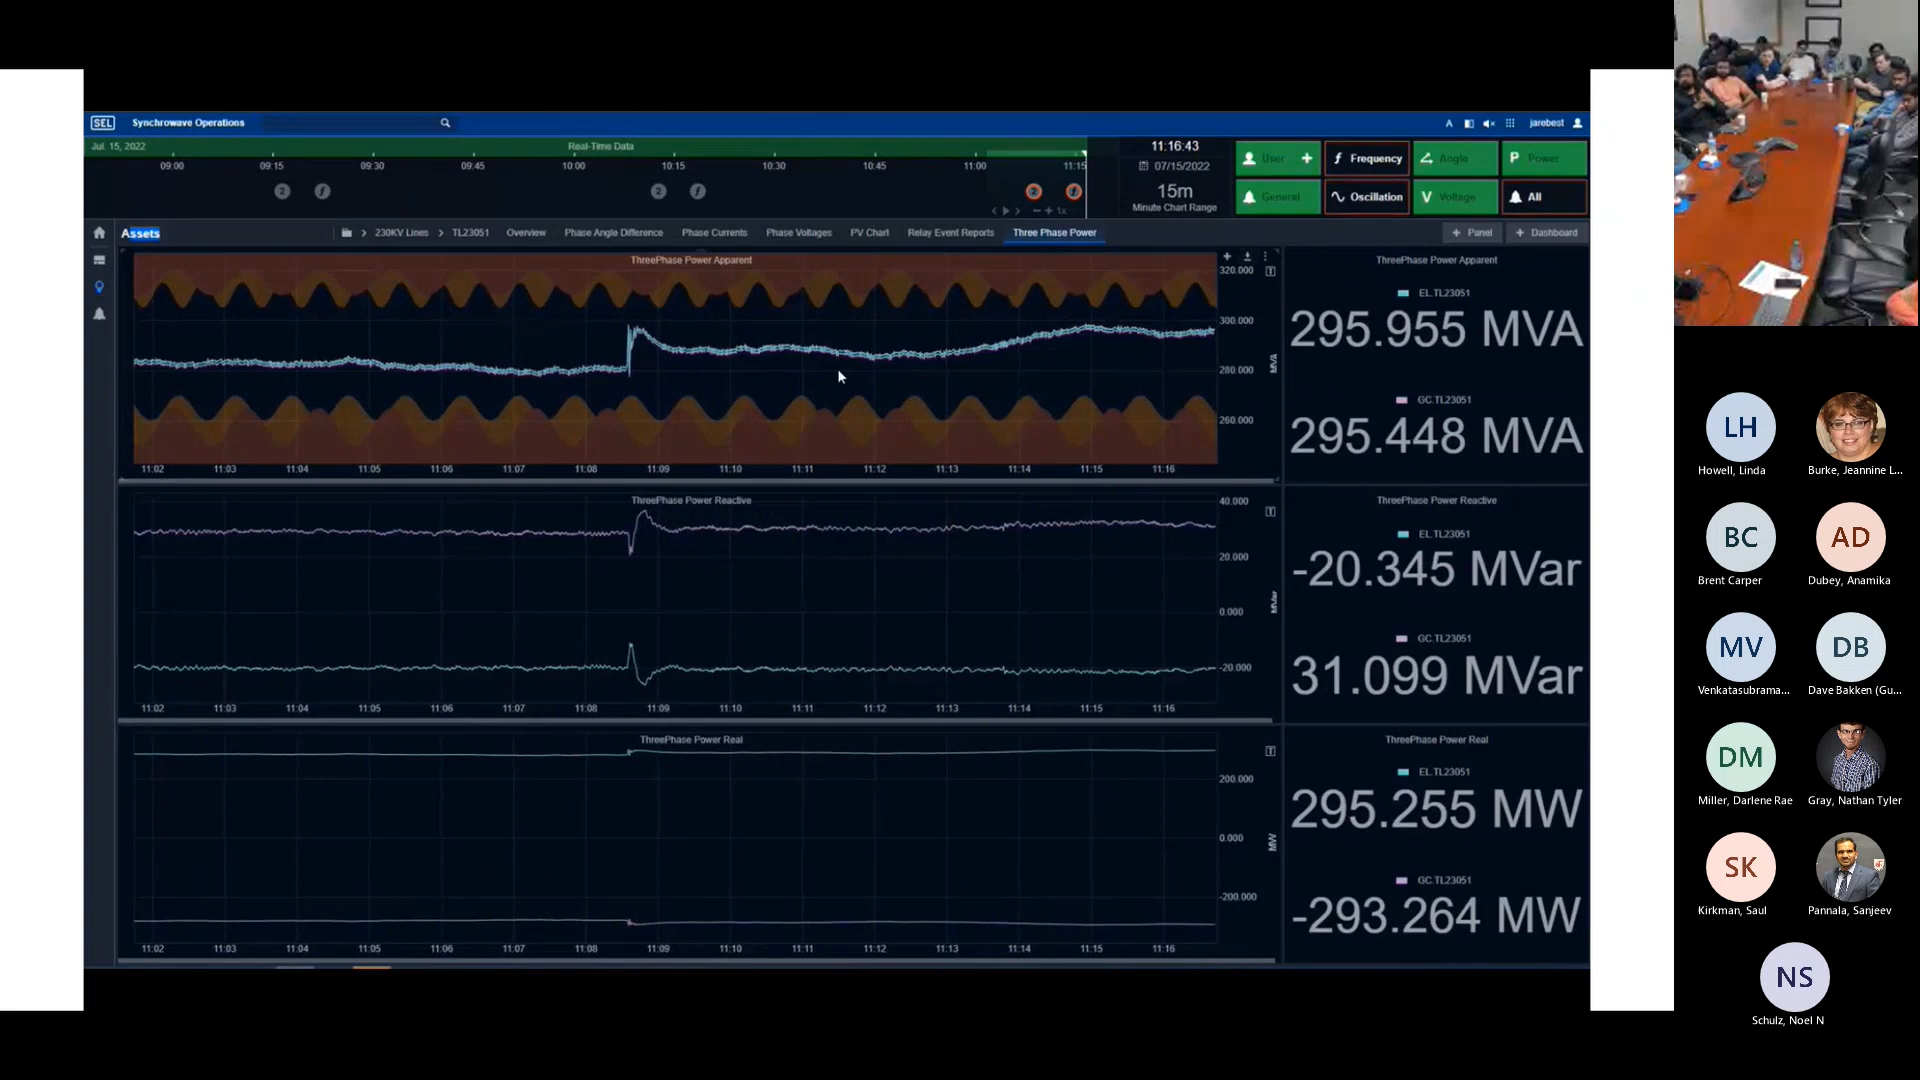 SEL Synchrowave Operations
A jarebest
Jul. 15, 2022 Real-Time Data
09:00 09:15 09:30 09:45 10:00 10:15 10:30 10:45 11:00 11:15
2 f 2 f 2 f
1x
11:16:43
07/15/2022
15m
Minute Chart Range
User + f Frequency Angle P Power
General Oscillation V Voltage All
Assets
230KV Lines > TL23051 Overview Phase Angle Difference Phase Currents Phase Voltages PV Chart Relay Event Reports Three Phase Power
+ Panel + Dashboard
ThreePhase Power Apparent
320.000
300.000
280.000
260.000
MVA
11:02 11:03 11:04 11:05 11:06 11:07 11:08 11:09 11:10 11:11 11:12 11:13 11:14 11:15 11:16
ThreePhase Power Apparent
EL.TL23051
295.955 MVA
GC.TL23051
295.448 MVA
ThreePhase Power Reactive
40.000
20.000
0.000
-20.000
MVar
11:02 11:03 11:04 11:05 11:06 11:07 11:08 11:09 11:10 11:11 11:12 11:13 11:14 11:15 11:16
ThreePhase Power Reactive
EL.TL23051
-20.345 MVar
GC.TL23051
31.099 MVar
ThreePhase Power Real
200.000
0.000
-200.000
MW
11:02 11:03 11:04 11:05 11:06 11:07 11:08 11:09 11:10 11:11 11:12 11:13 11:14 11:15 11:16
ThreePhase Power Real
EL.TL23051
295.255 MW
GC.TL23051
-293.264 MW
LH
Howell, Linda Burke, Jeannine L...
BC AD
Brent Carper Dubey, Anamika
MV DB
Venkatasubrama... Dave Bakken (Gu...
DM
Miller, Darlene Rae Gray, Nathan Tyler
SK
Kirkman, Saul Pannala, Sanjeev
NS
Schulz, Noel N